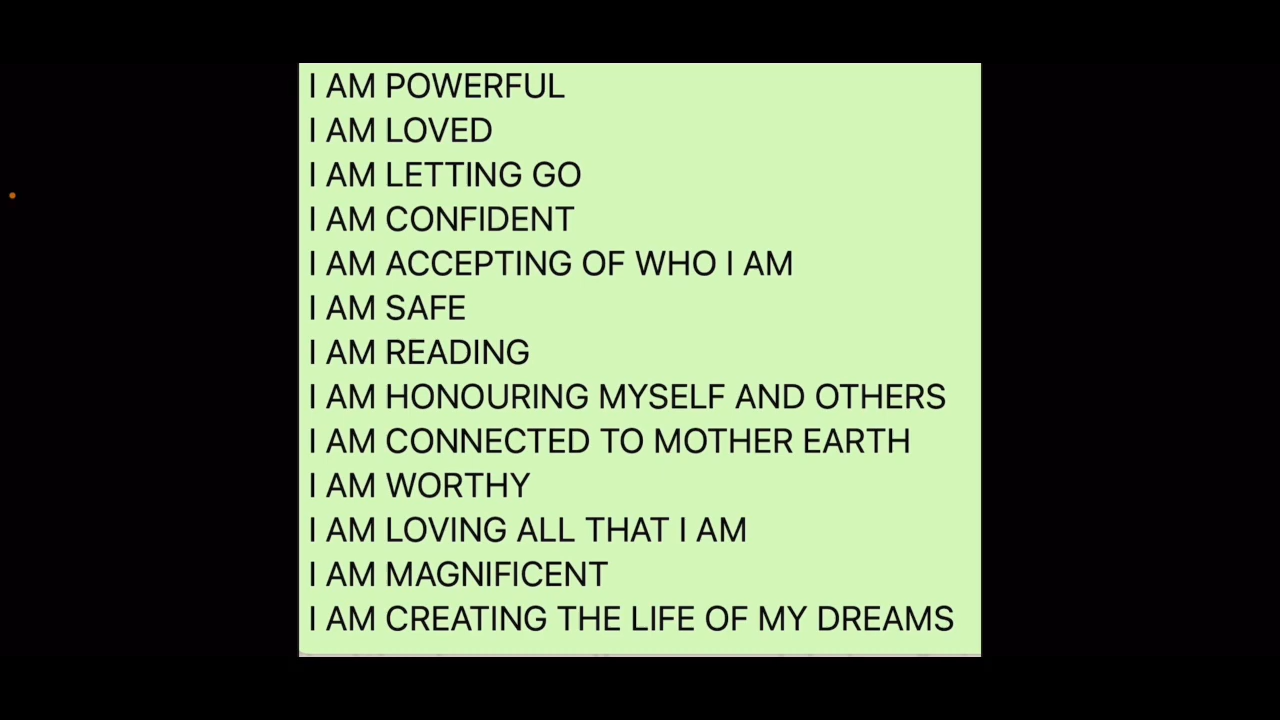 I AM POWERFUL
I AM LOVED
I AM LETTING GO
I AM CONFIDENT
I AM ACCEPTING OF WHO I AM
I AM SAFE
I AM READING
I AM HONOURING MYSELF AND OTHERS
I AM CONNECTED TO MOTHER EARTH
I AM WORTHY
I AM LOVING ALL THAT I AM
I AM MAGNIFICENT
I AM CREATING THE LIFE OF MY DREAMS